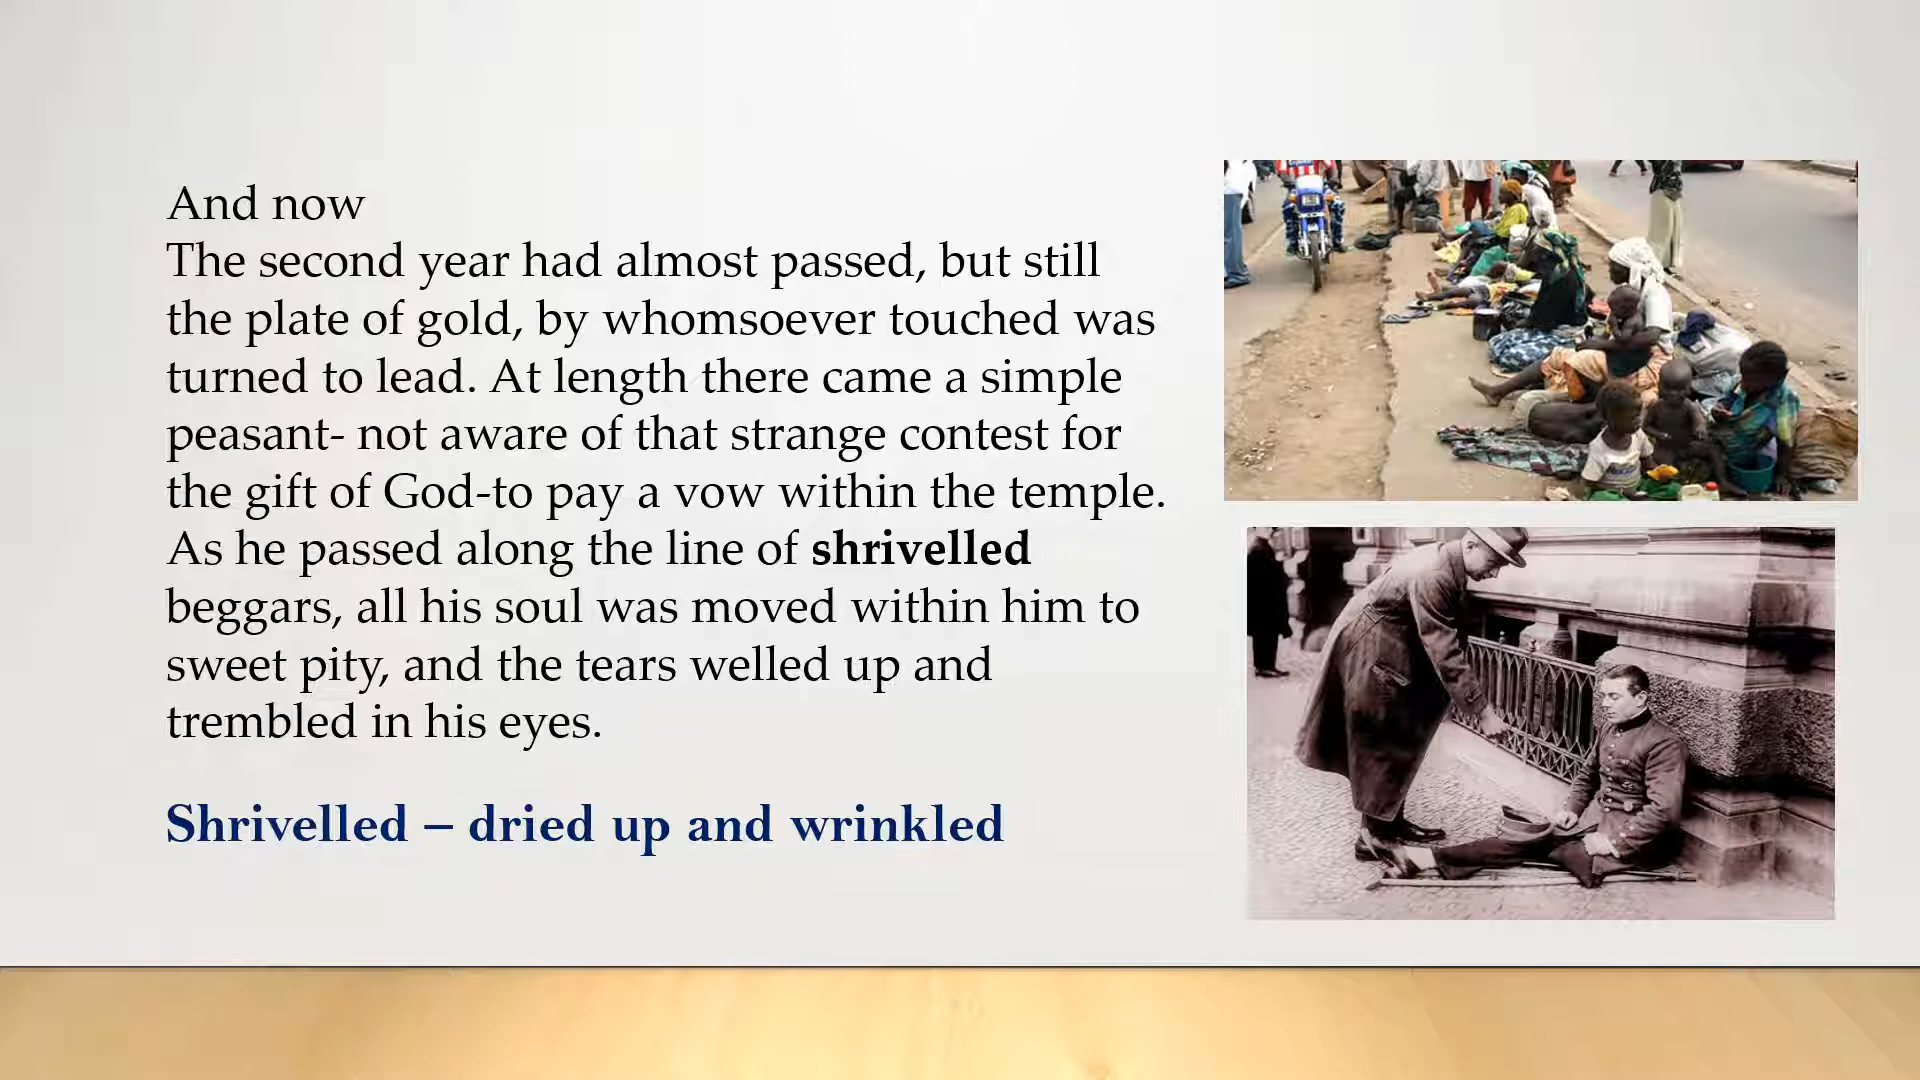 And now
The second year had almost passed, but still
the plate of gold, by whomsoever touched was
turned to lead. At length there came a simple
peasant- not aware of that strange contest for
the gift of God-to pay a vow within the temple.
As he passed along the line of shrivelled
beggars, all his soul was moved within him to
sweet pity, and the tears welled up and
trembled in his eyes.
Shrivelled – dried up and wrinkled